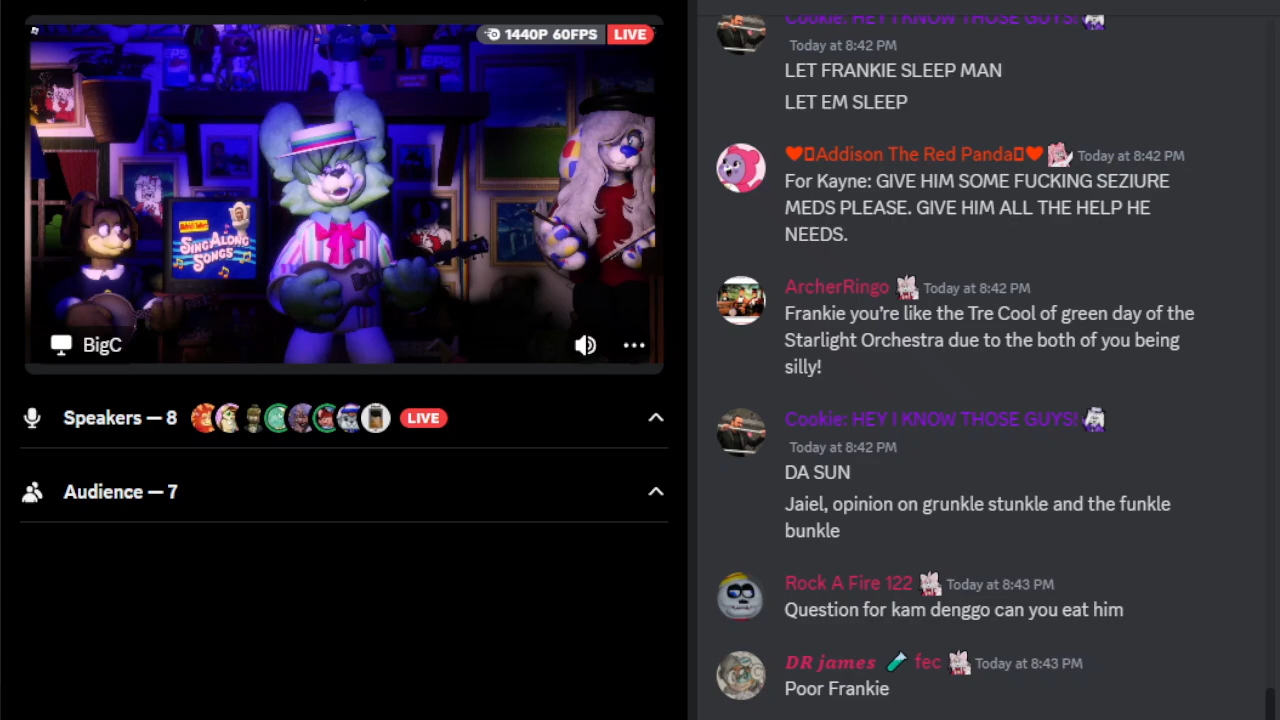 1440P 60FPS LIVE
PEPSI
SING ALONG
SONGS
BigC
Speakers — 8 LIVE
Audience — 7
Cookie: HEY I KNOW THOSE GUYS!
Today at 8:42 PM
LET FRANKIE SLEEP MAN
LET EM SLEEP
Addison The Red Panda Today at 8:42 PM
For Kayne: GIVE HIM SOME FUCKING SEZIURE
MEDS PLEASE. GIVE HIM ALL THE HELP HE
NEEDS.
ArcherRingo Today at 8:42 PM
Frankie you're like the Tre Cool of green day of the
Starlight Orchestra due to the both of you being
silly!
Cookie: HEY I KNOW THOSE GUYS!
Today at 8:42 PM
DA SUN
Jaiel, opinion on grunkle stunkle and the funkle
bunkle
Rock A Fire 122 Today at 8:43 PM
Question for kam denggo can you eat him
DR james 🧪 fec Today at 8:43 PM
Poor Frankie